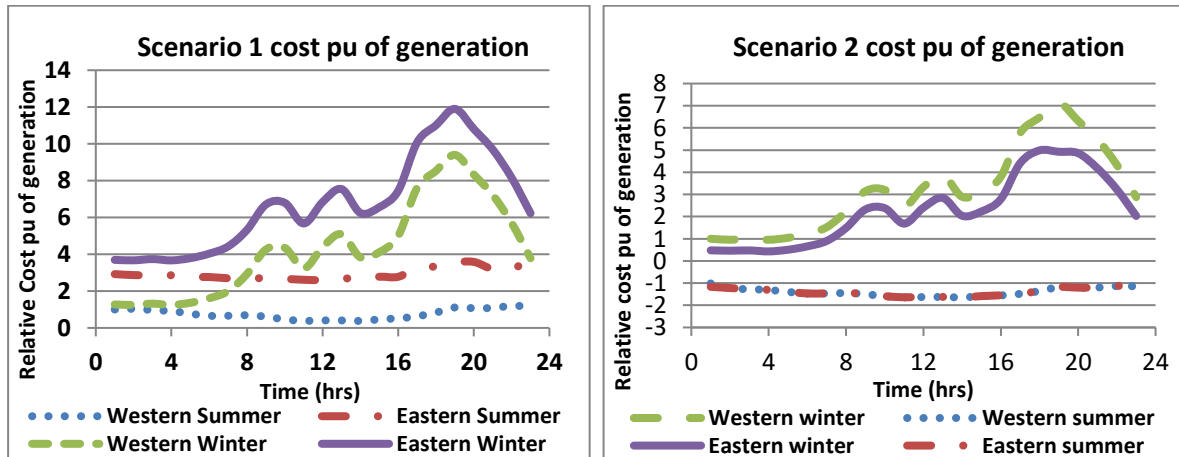 Scenario 1 cost pu of generation
Relative Cost pu of generation
14
12
10
8
6
4
2
0
0 4 8 12 16 20 24
Time (hrs)
Western Summer Eastern Summer
Western Winter Eastern Winter
Scenario 2 cost pu of generation
Relative cost pu of generation
8
7
6
5
4
3
2
1
0
-1
-2
-3
0 4 8 12 16 20 24
Time (hrs)
Western winter Western summer
Eastern winter Eastern summer